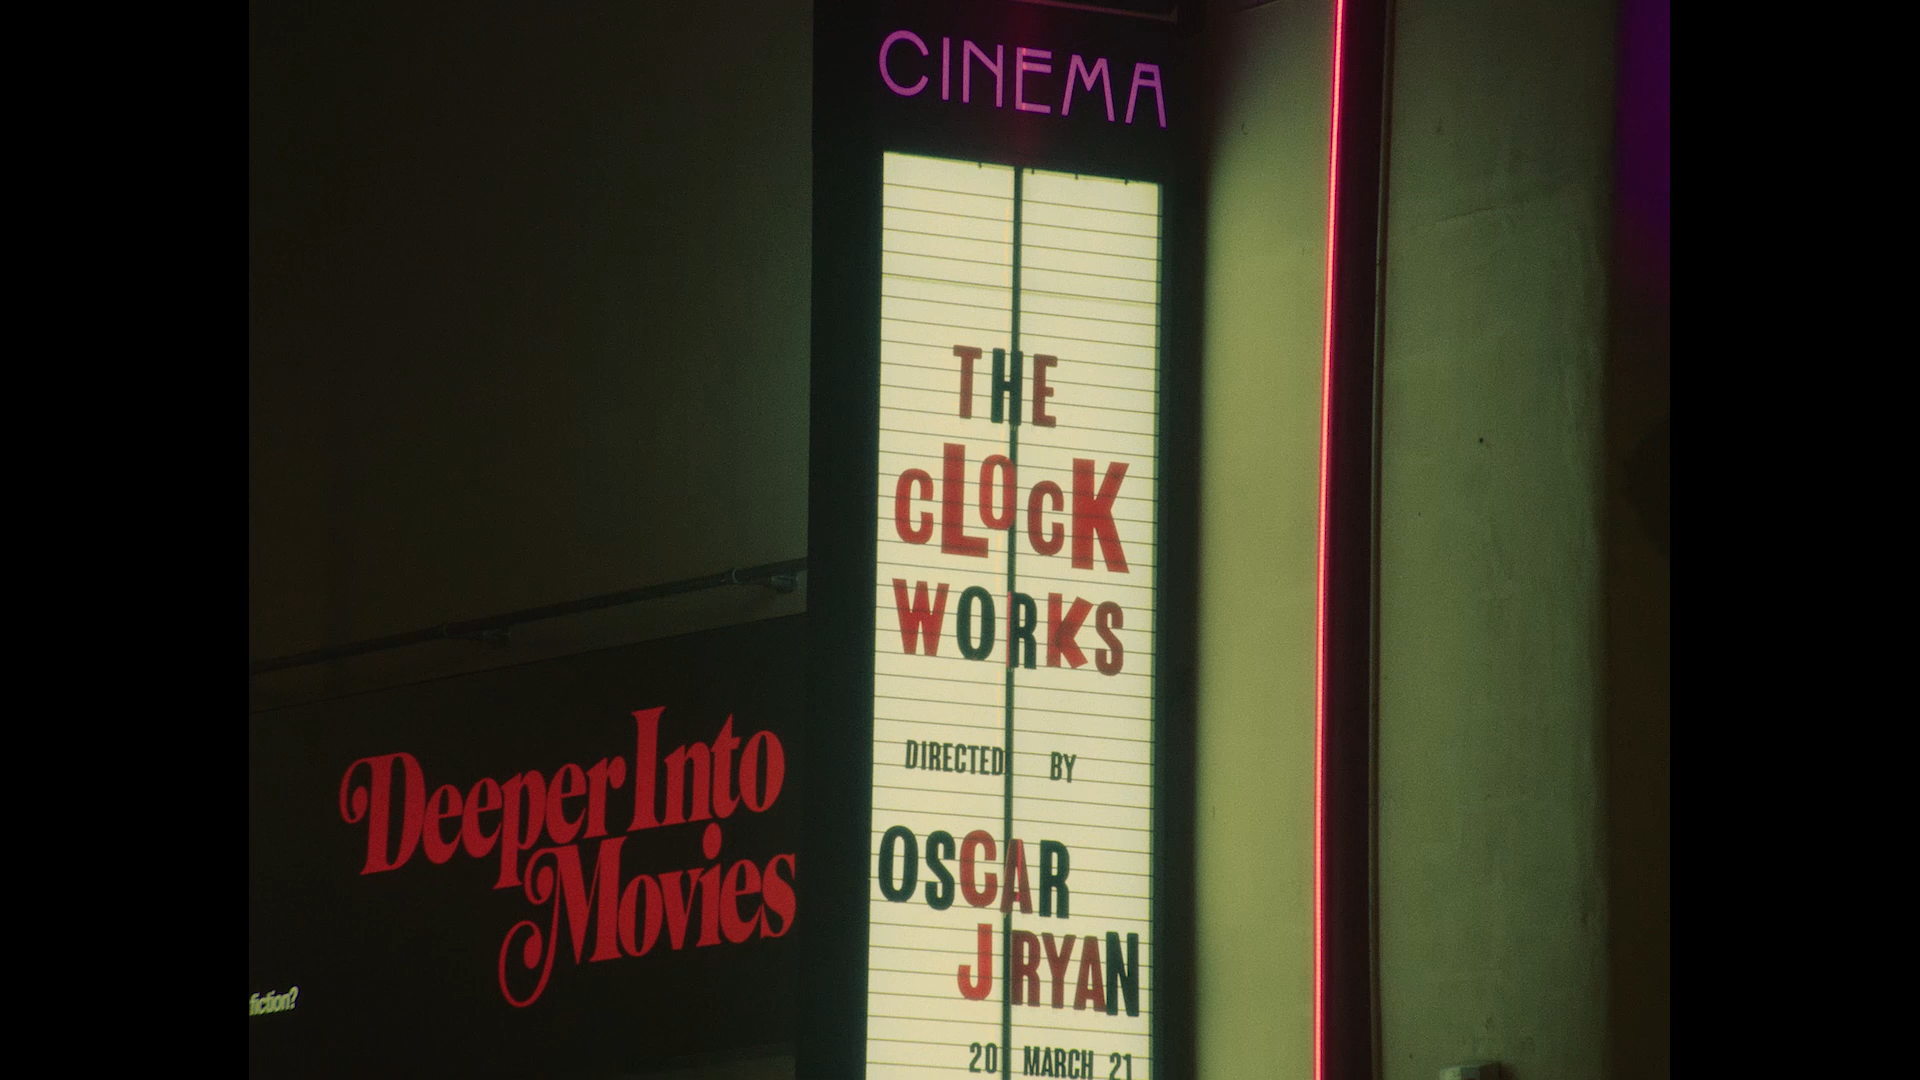 CINEMA
THE
CLOCK
WORKS
DIRECTED BY
OSCAR
J RYAN
20 MARCH 21
Deeper Into
Movies
fiction?